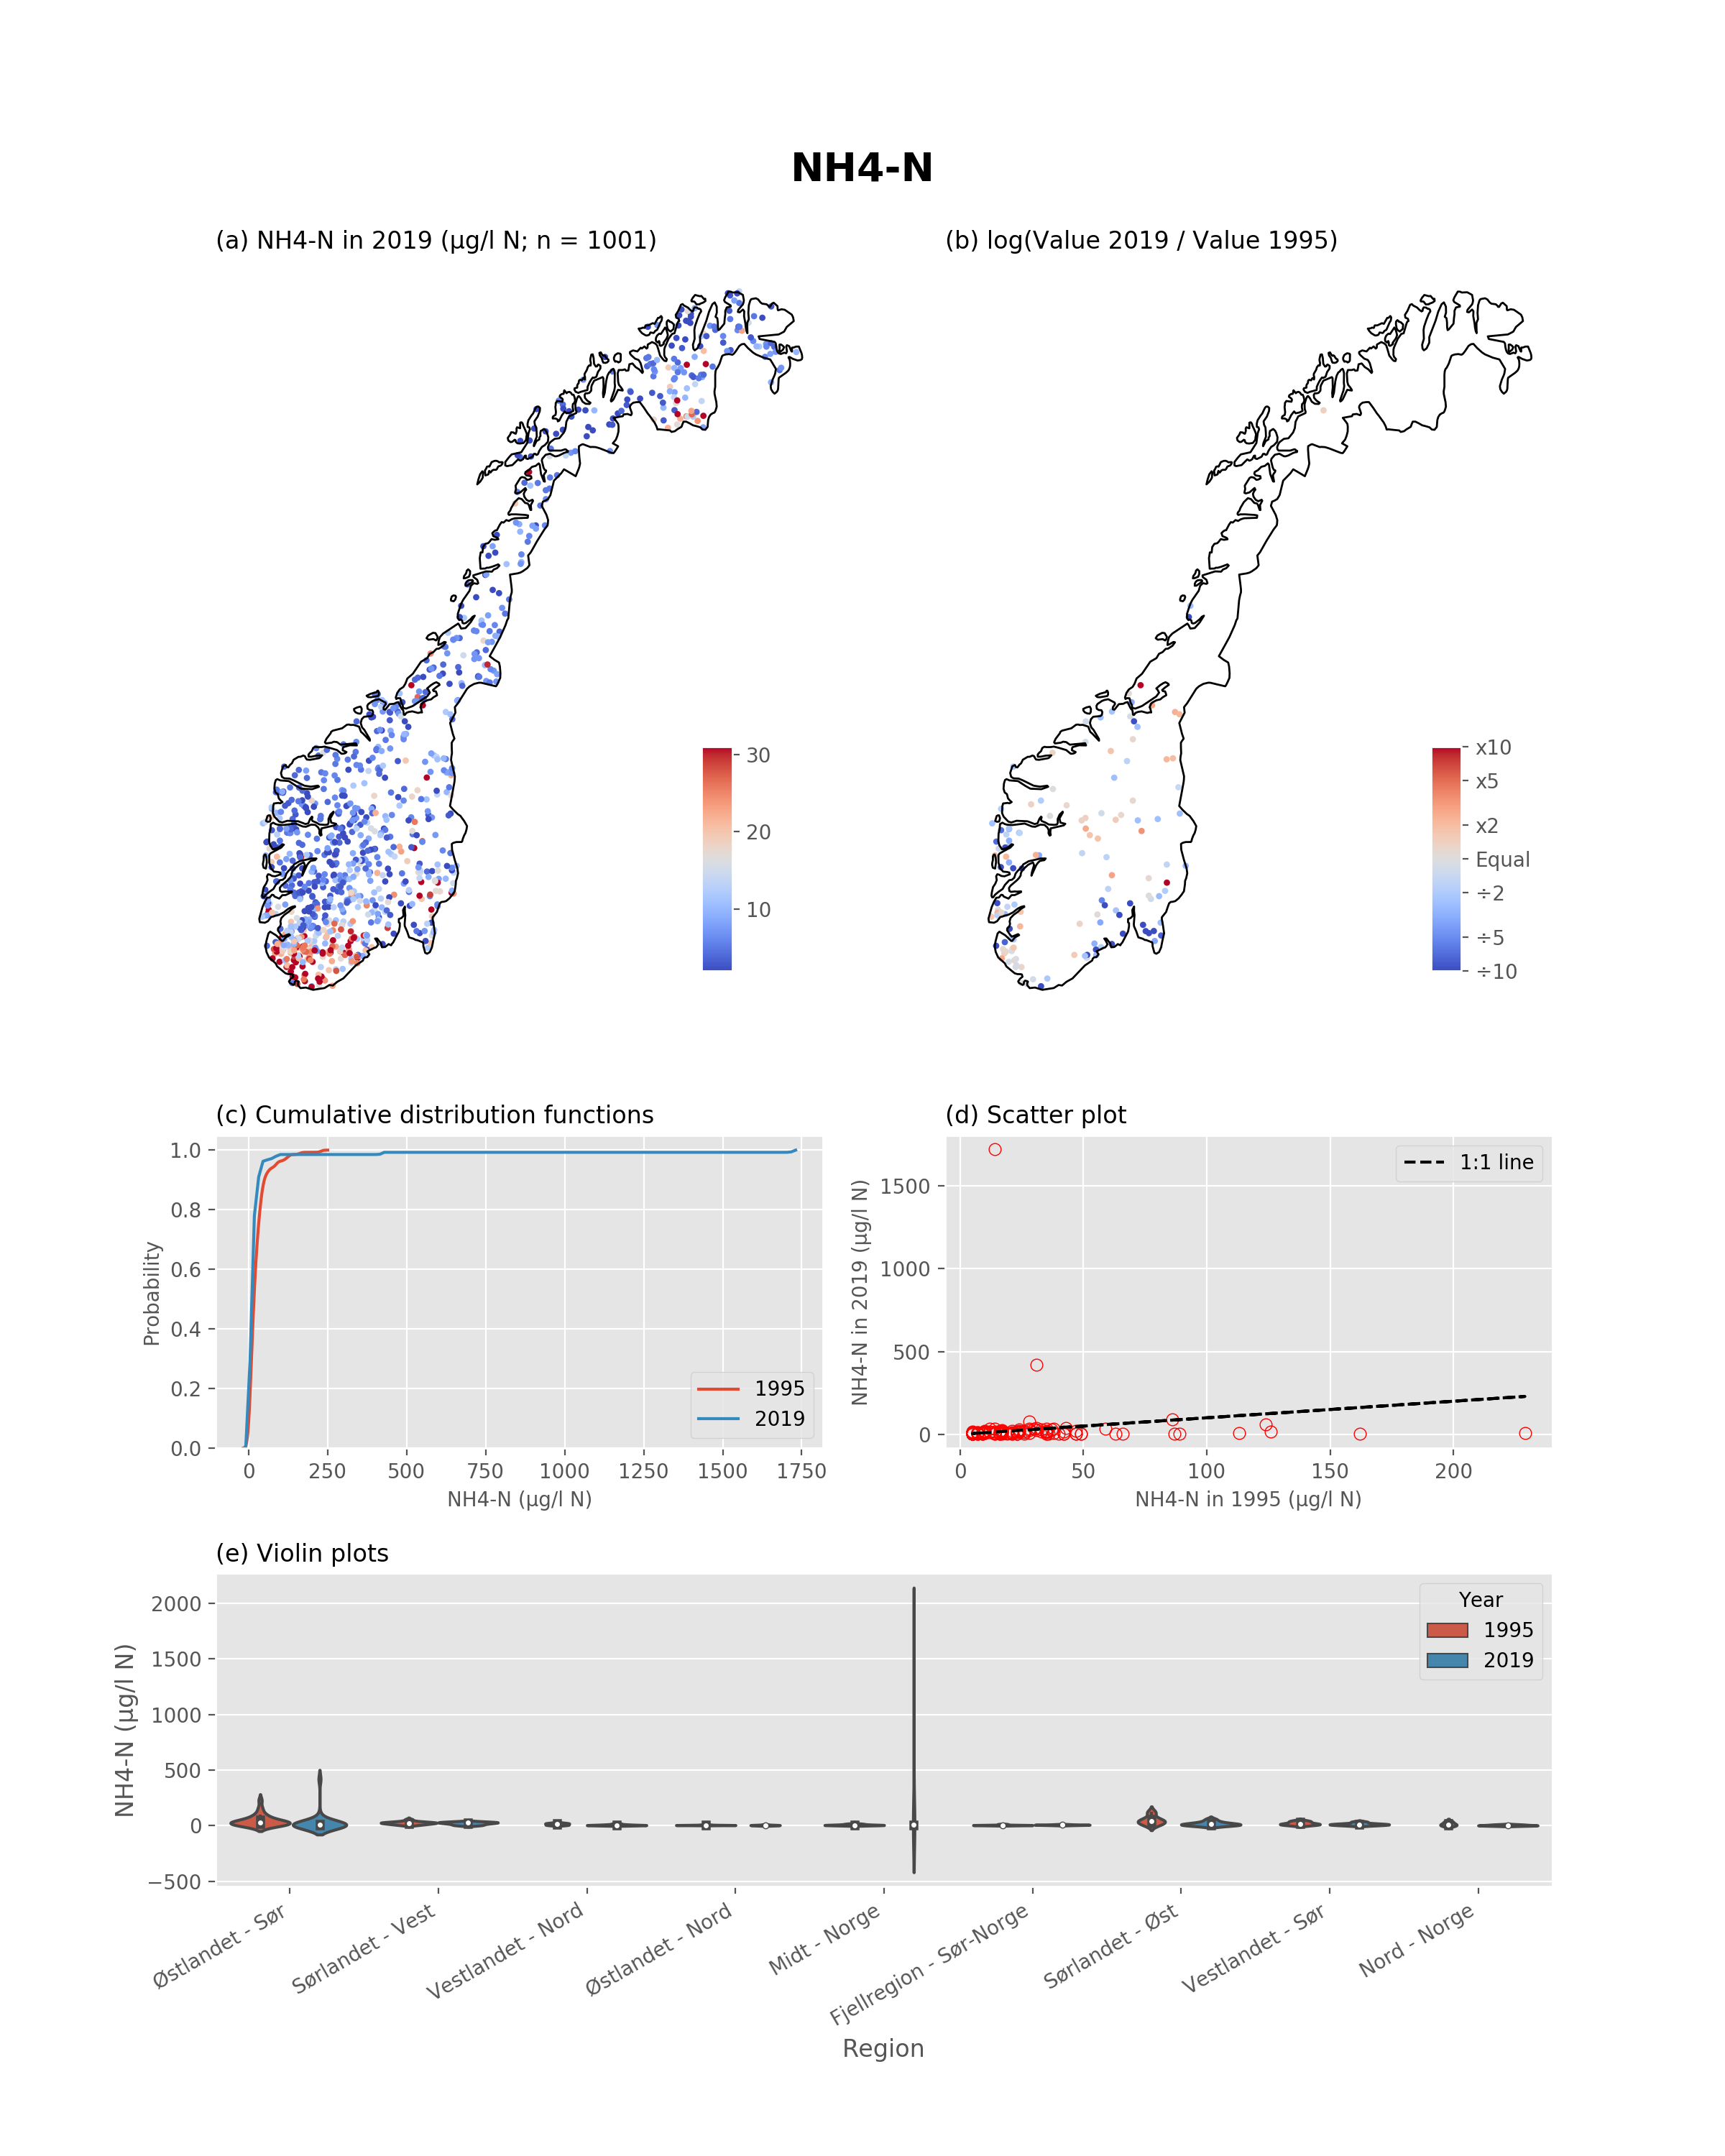 NH4-N
(a) NH4-N in 2019 (µg/l N; n = 1001)
(b) log(Value 2019 / Value 1995)
30
20
10
x10
x5
x2
Equal
÷2
÷5
÷10
(c) Cumulative distribution functions
1.0
0.8
0.6
0.4
0.2
0.0
Probability
0 250 500 750 1000 1250 1500 1750
NH4-N (µg/l N)
1995
2019
(d) Scatter plot
1500
1000
500
0
NH4-N in 2019 (µg/l N)
0 50 100 150 200
NH4-N in 1995 (µg/l N)
1:1 line
(e) Violin plots
2000
1500
1000
500
0
−500
NH4-N (µg/l N)
Year
1995
2019
Østlandet - Sør
Sørlandet - Vest
Vestlandet - Nord
Østlandet - Nord
Midt - Norge
Fjellregion - Sør-Norge
Sørlandet - Øst
Vestlandet - Sør
Nord - Norge
Region